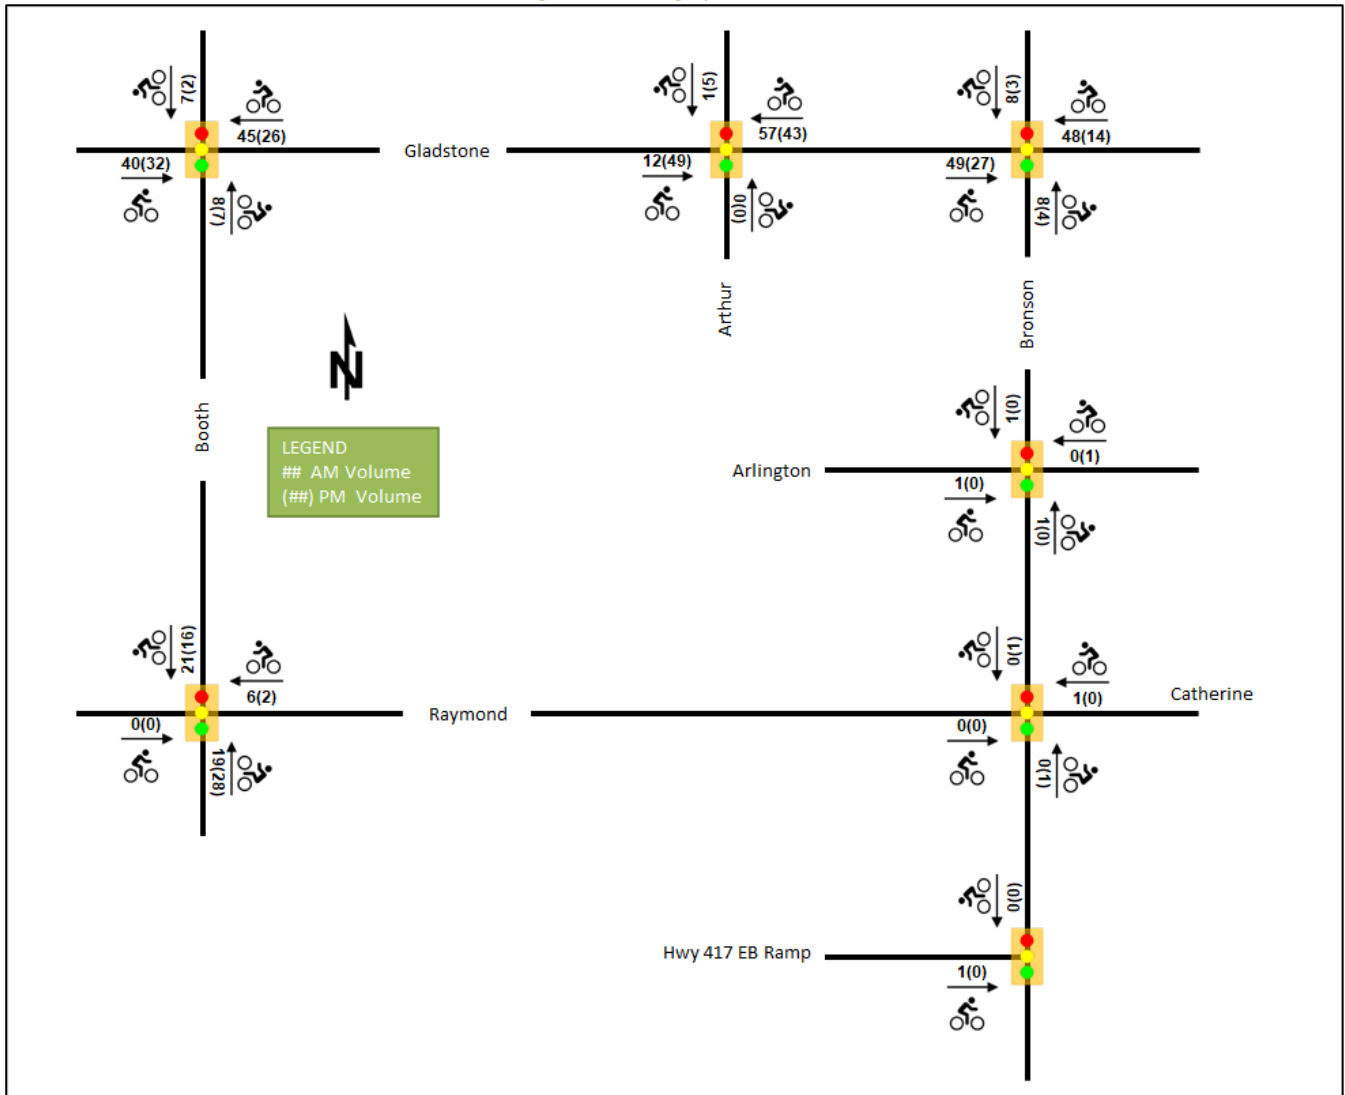 7(2)
45(26)
40(32)
8(7)
Gladstone
1(5)
57(43)
12(49)
0(0)
8(3)
48(14)
49(27)
8(4)
Arthur
Bronson
N
Booth
LEGEND
## AM Volume
(##) PM Volume
1(0)
0(1)
Arlington
1(0)
1(0)
21(16)
6(2)
0(0)
19(28)
Raymond
0(1)
1(0)
Catherine
0(0)
0(1)
0(0)
Hwy 417 EB Ramp
1(0)